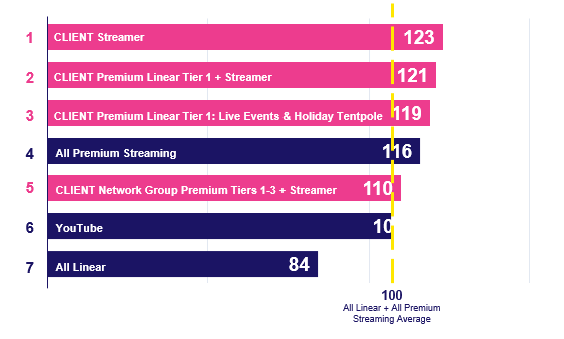 1 CLIENT Streamer 123
2 CLIENT Premium Linear Tier 1 + Streamer 121
3 CLIENT Premium Linear Tier 1: Live Events & Holiday Tentpole 119
4 All Premium Streaming 116
5 CLIENT Network Group Premium Tiers 1-3 + Streamer 110
6 YouTube 10
7 All Linear 84
100
All Linear + All Premium
Streaming Average